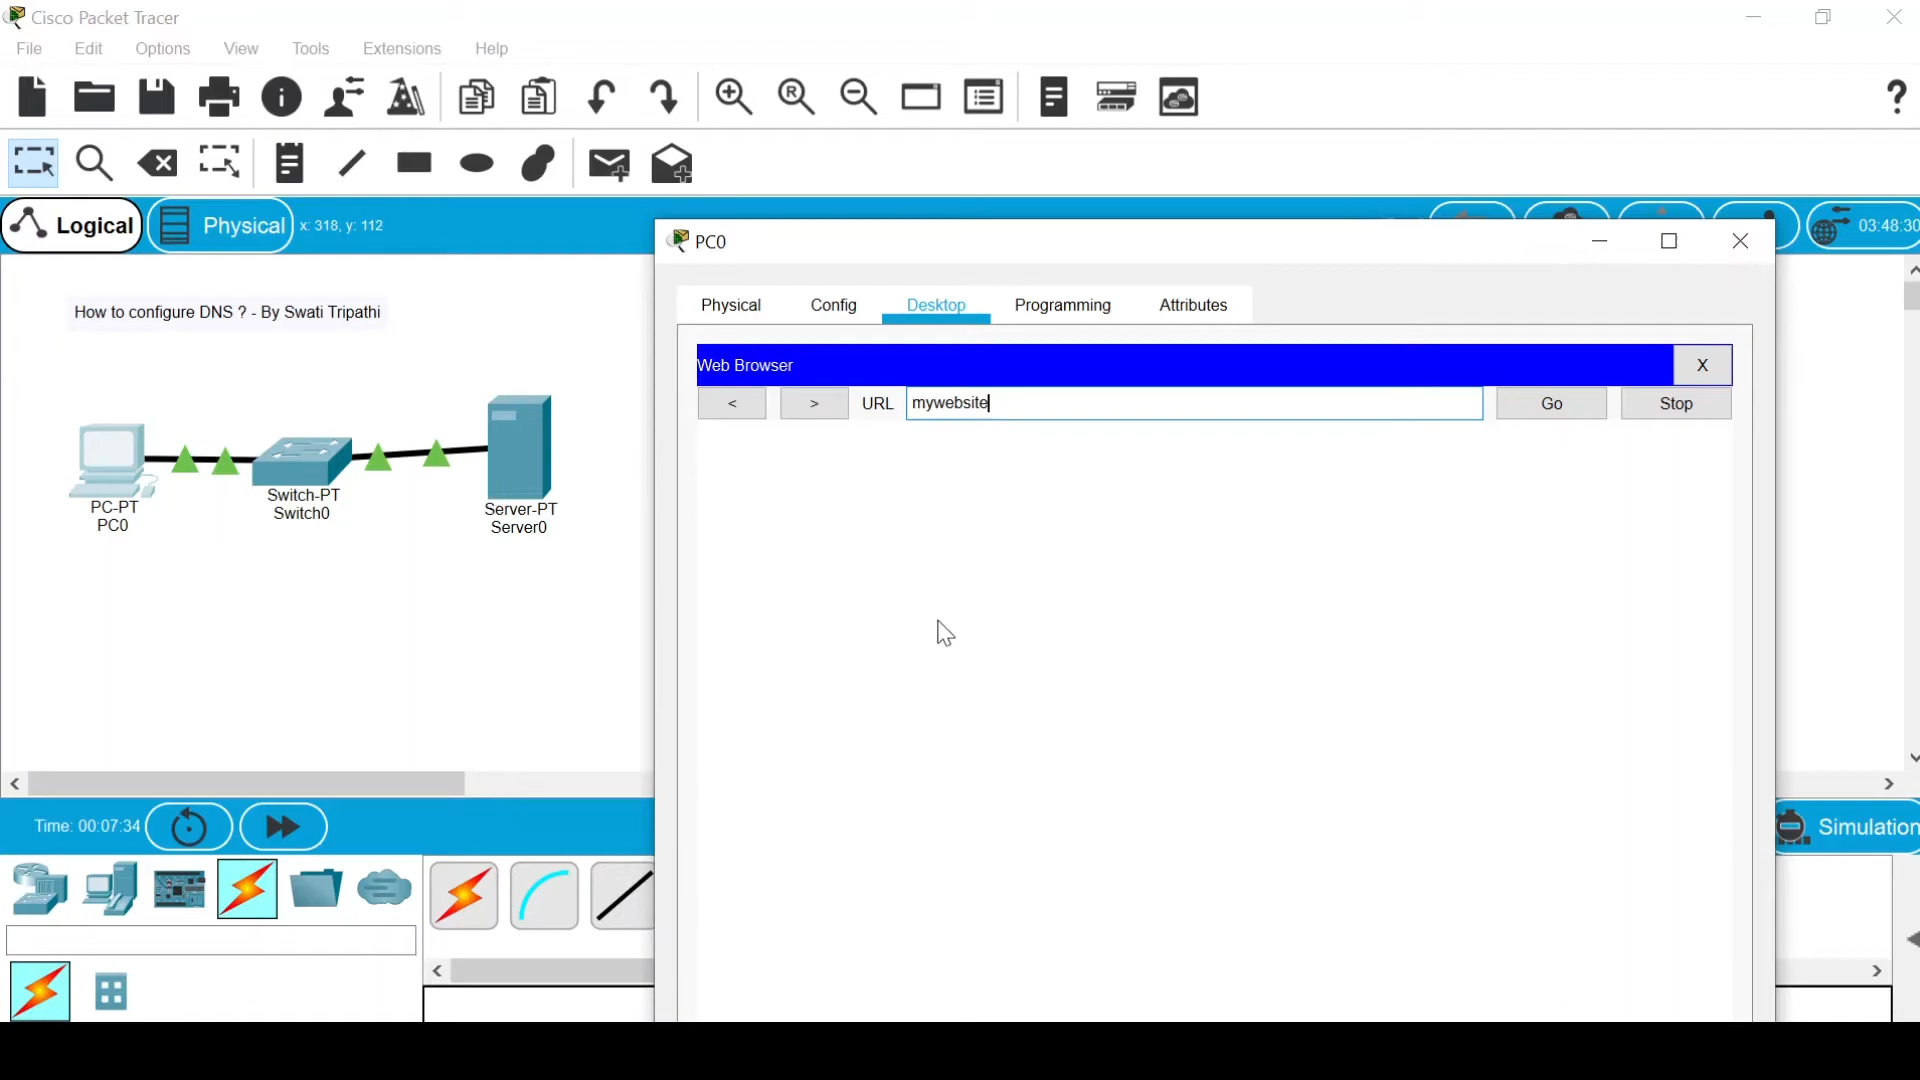 Cisco Packet Tracer
File Edit Options View Tools Extensions Help
Logical Physical x: 318, y: 112 03:48:30
PC0
Physical Config Desktop Programming Attributes
How to configure DNS ? - By Swati Tripathi
Web Browser X
< > URL mywebsite Go Stop
PC-PT
PC0
Switch-PT
Switch0
Server-PT
Server0
Time: 00:07:34 Simulation